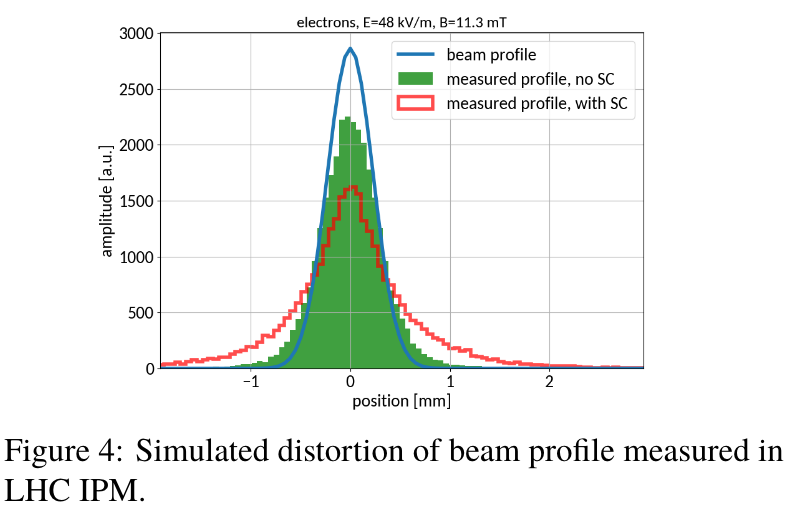 electrons, E=48 kV/m, B=11.3 mT
3000
2500
2000
1500
1000
500
0
amplitude [a.u.]
beam profile
measured profile, no SC
measured profile, with SC
−1
0
1
2
position [mm]
Figure 4: Simulated distortion of beam profile measured in
LHC IPM.